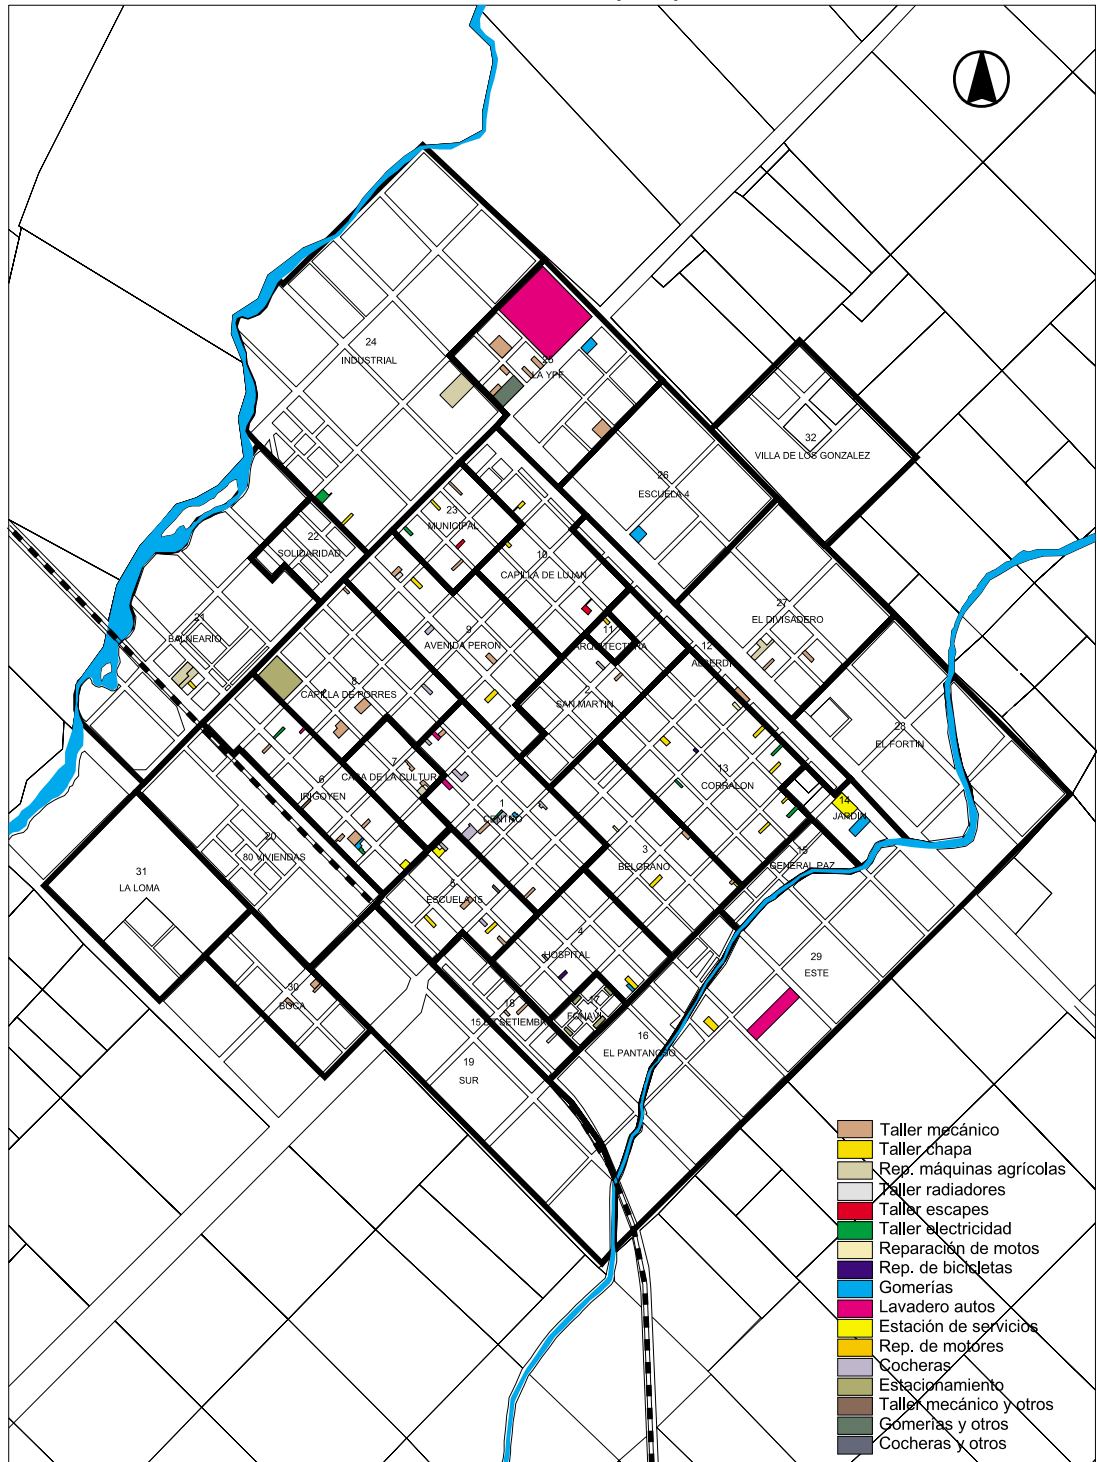 24
INDUSTRIAL
25
LA YPF
32
VILLA DE LOS GONZALEZ
26
ESCUELA 4
23
MUNICIPAL
22
SOLIDARIDAD
10
CAPILLA DE LUJAN
27
EL DIVISADERO
21
BALNEARIO
9
AVENIDA PERON
11
ARQUITECTURA
12
ALBERDI
8
CAPILLA DE PORRES
2
SAN MARTIN
28
EL FORTIN
7
CASA DE LA CULTURA
13
CORRALON
6
IRIGOYEN
1
CENTRO
14
JARDIN
20
80 VIVIENDAS
3
BELGRANO
15
GENERAL PAZ
31
LA LOMA
5
ESCUELA 15
4
HOSPITAL
29
ESTE
30
BOCA
18
15 DE SETIEMBRE
FONAVI
16
EL PANTANOSO
19
SUR
Taller mecánico
Taller chapa
Rep. máquinas agrícolas
Taller radiadores
Taller escapes
Taller electricidad
Reparación de motos
Rep. de bicicletas
Gomerías
Lavadero autos
Estación de servicios
Rep. de motores
Cocheras
Estacionamiento
Taller mecánico y otros
Gomerías y otros
Cocheras y otros